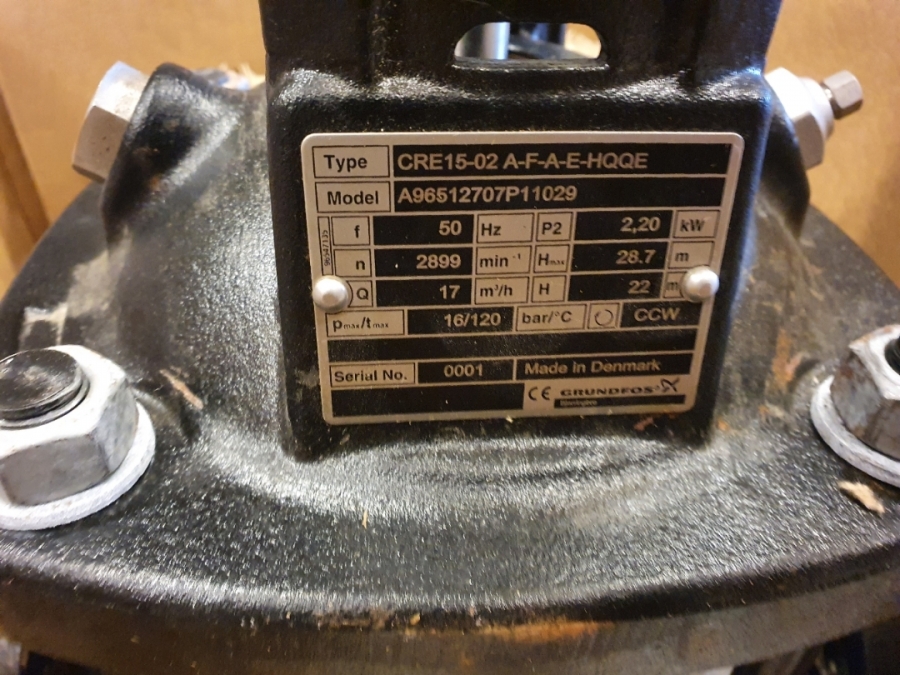 Type CRE15-02 A-F-A-E-HQQE
Model A96512707P11029
f 50 Hz P2 2,20 kW
n 2899 min⁻¹ Hmax 28.7 m
Q 17 m³/h H 22 m
pmax/tmax 16/120 bar/°C CCW
Serial No. 0001 Made in Denmark
CE GRUNDFOS